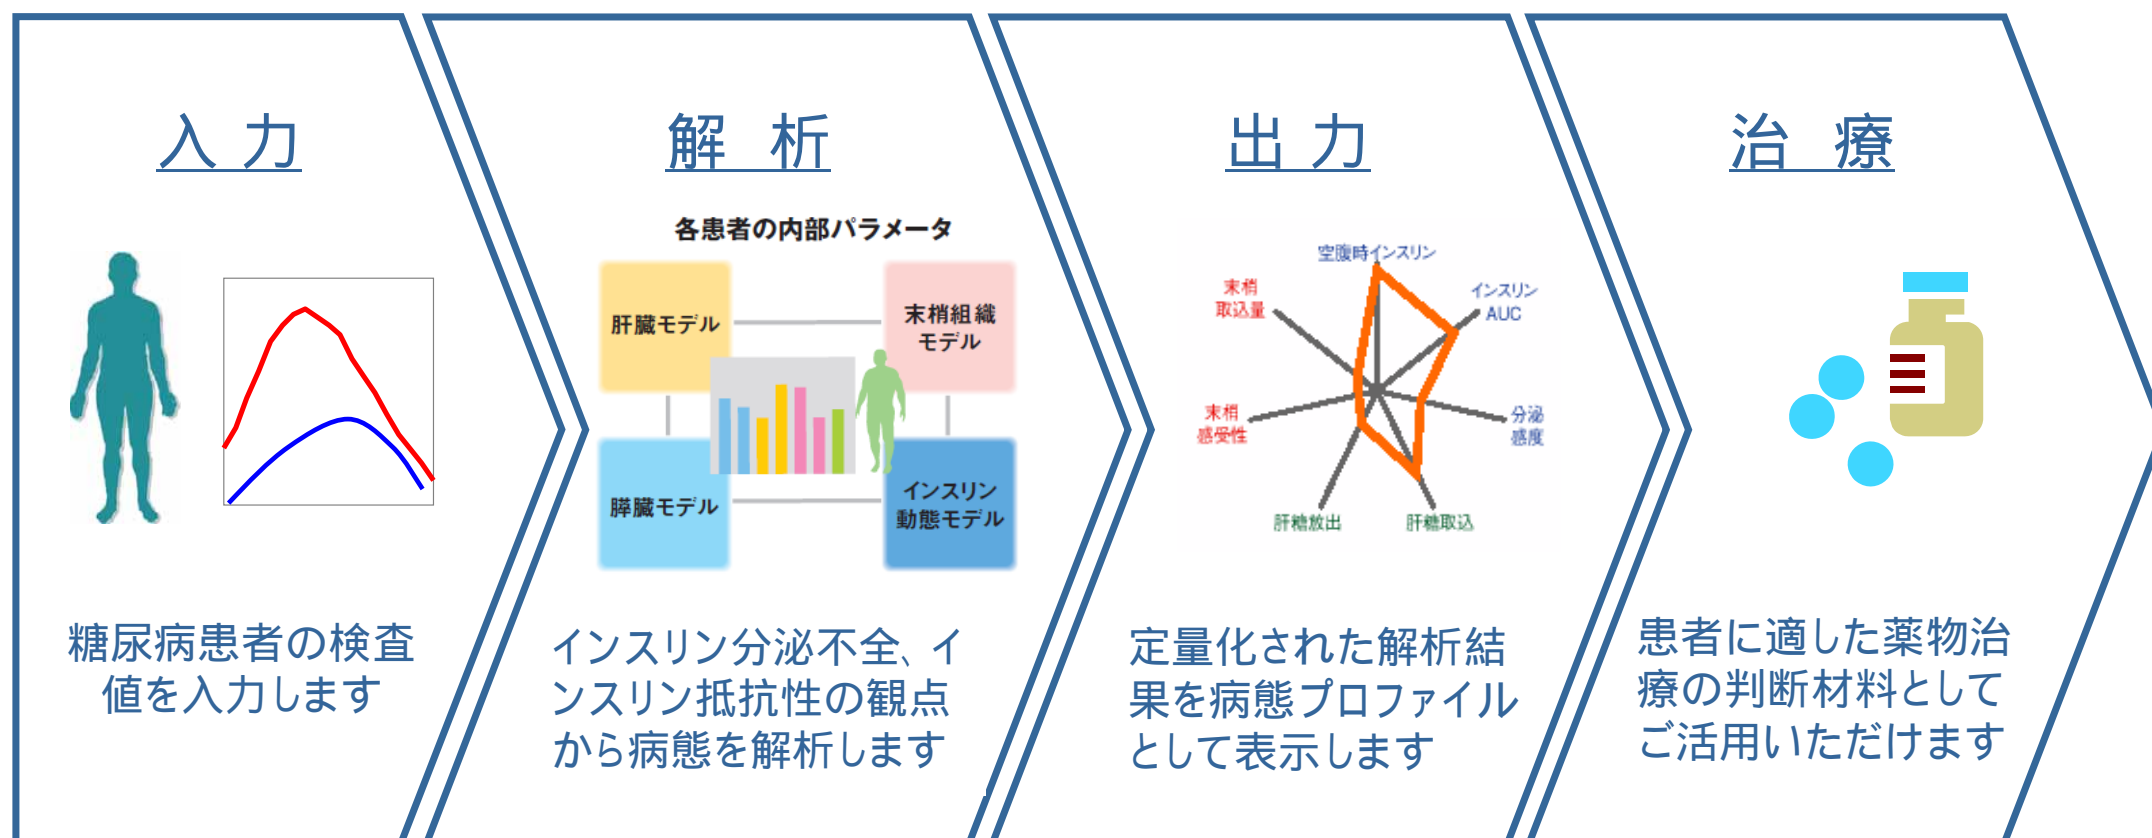 入力
解析
出力
治療
各患者の内部パラメータ
肝臓モデル
末梢組織
モデル
膵臓モデル
インスリン
動態モデル
空腹時インスリン
インスリン
AUC
分泌
感度
肝糖取込
肝糖放出
末梢
感受性
末梢
取込量
糖尿病患者の検査
値を入力します
インスリン分泌不全、イ
ンスリン抵抗性の観点
から病態を解析します
定量化された解析結
果を病態プロファイル
として表示します
患者に適した薬物治
療の判断材料として
ご活用いただけます